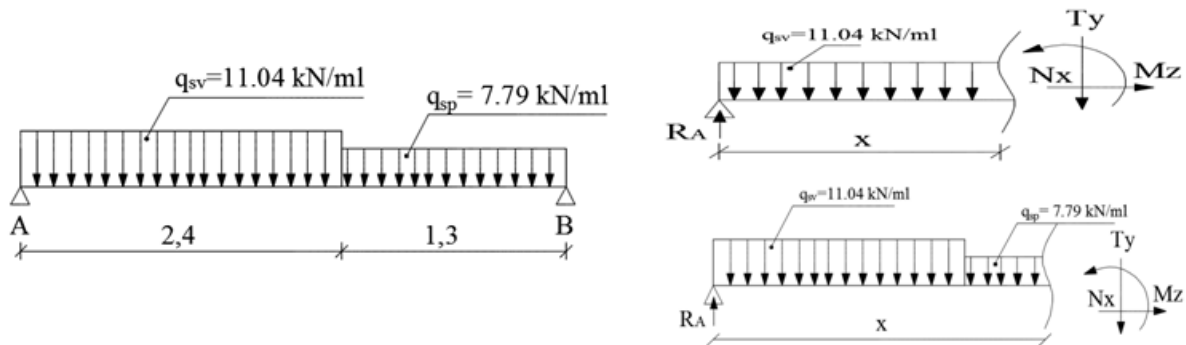 qsv=11.04 kN/ml
qsp= 7.79 kN/ml
A
B
2,4
1,3
qsv=11.04 kN/ml
Ty
Nx
Mz
RA
x
qsv=11.04 kN/ml
qsp= 7.79 kN/ml
Ty
Nx
Mz
RA
x